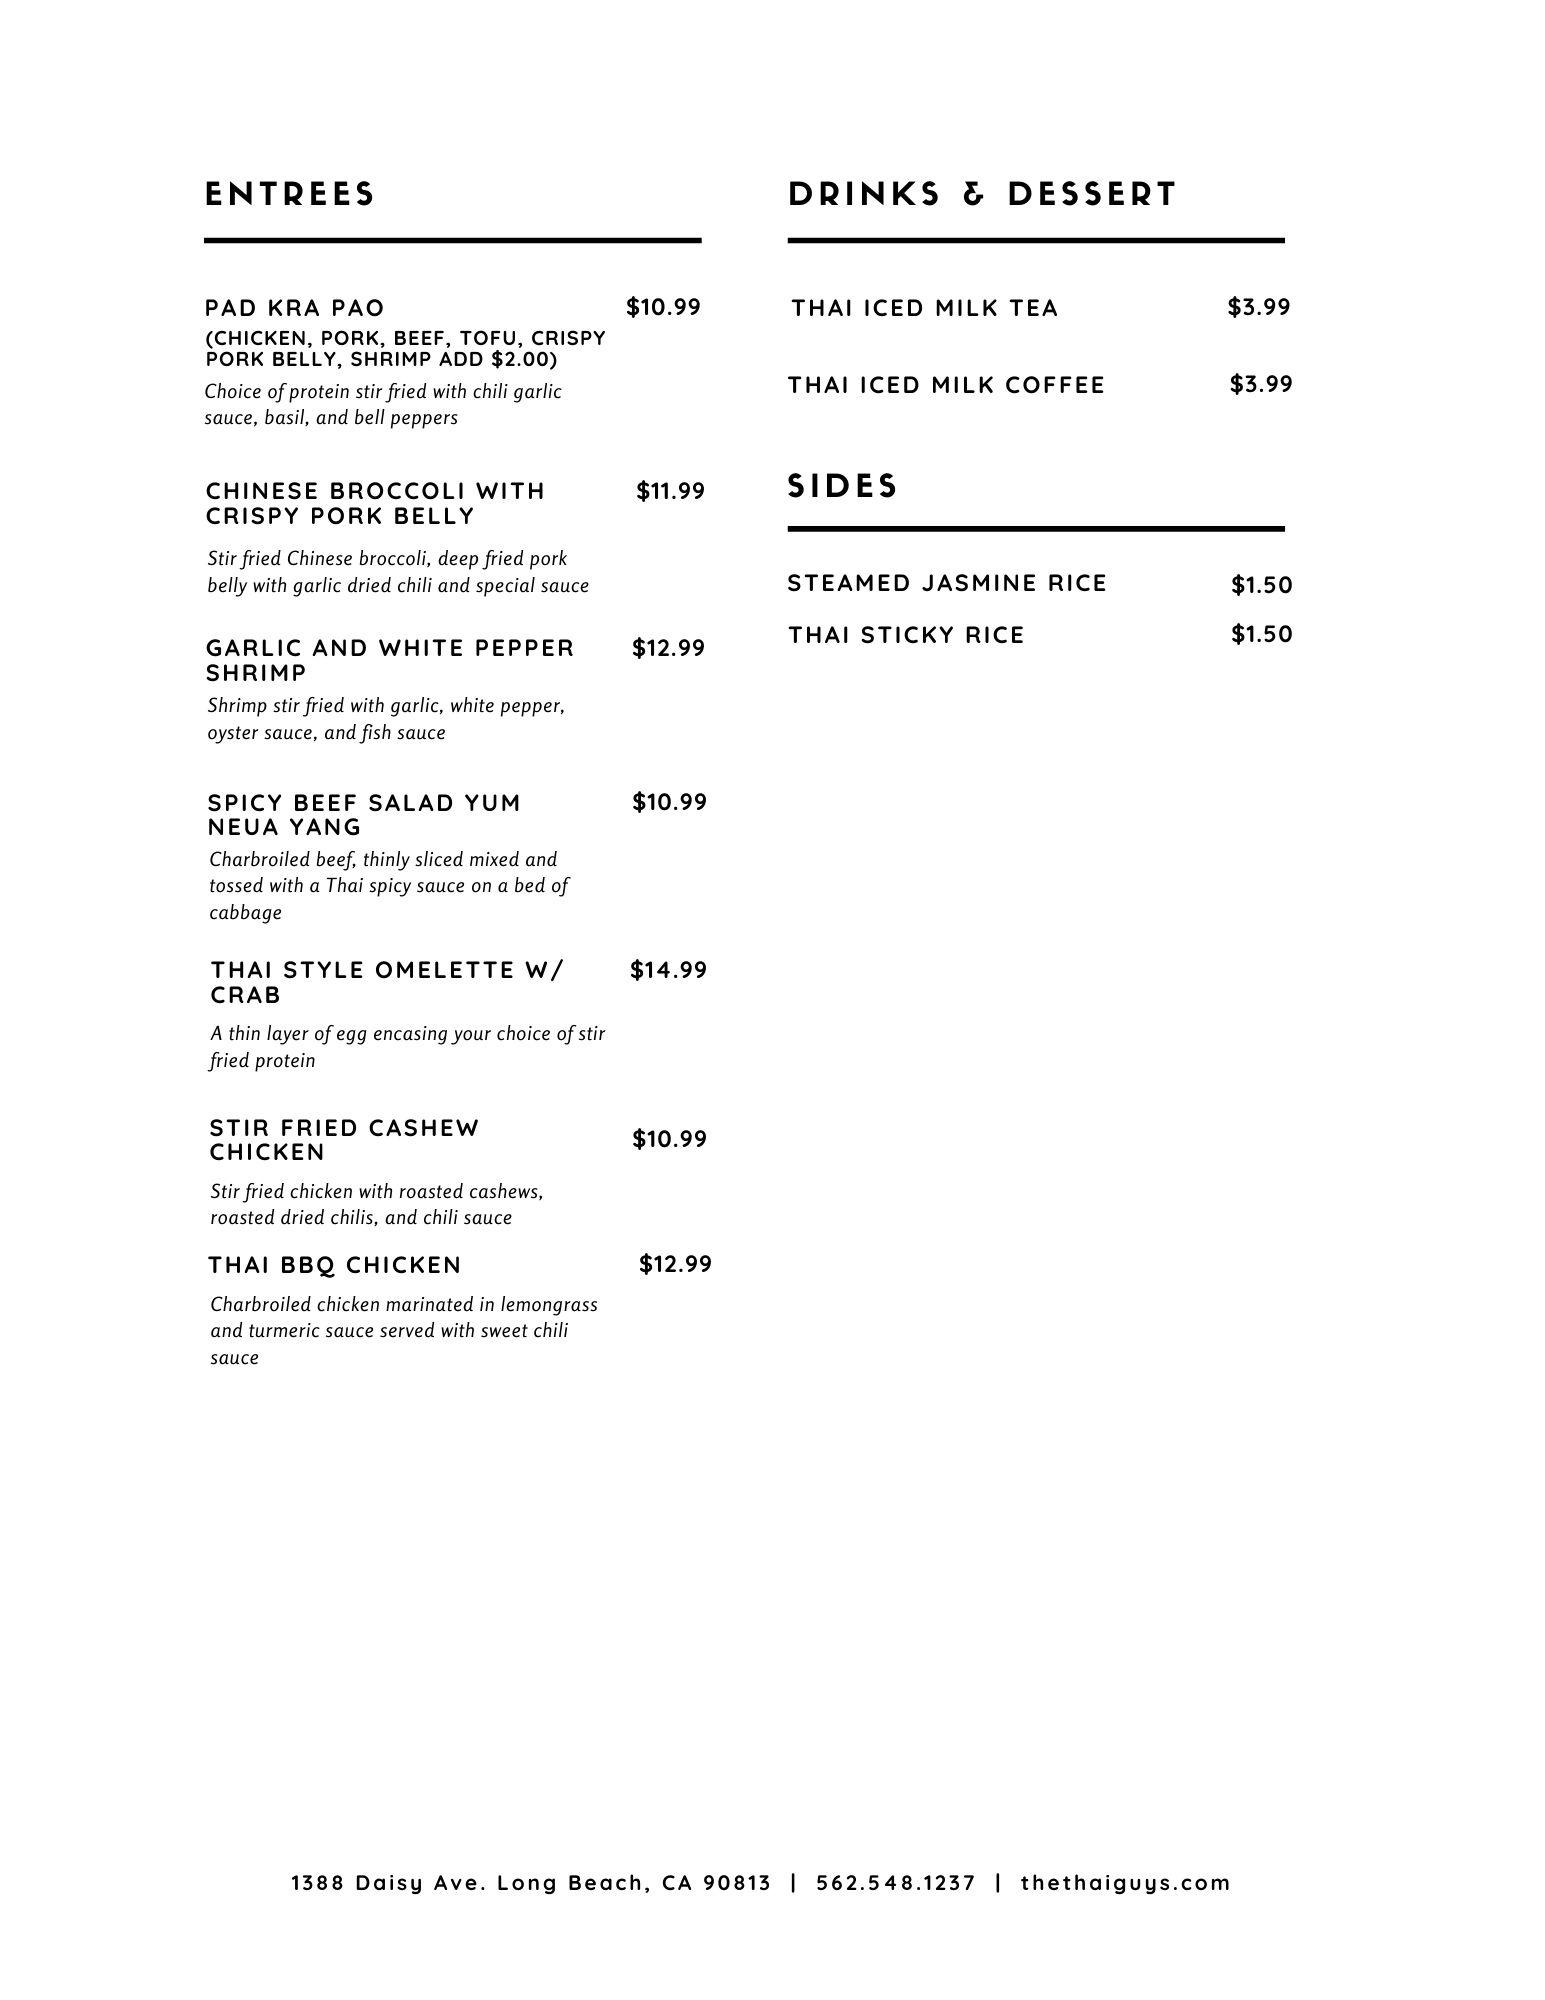 ENTREES
PAD KRA PAO $10.99
(CHICKEN, PORK, BEEF, TOFU, CRISPY
PORK BELLY, SHRIMP ADD $2.00)
Choice of protein stir fried with chili garlic
sauce, basil, and bell peppers
CHINESE BROCCOLI WITH $11.99
CRISPY PORK BELLY
Stir fried Chinese broccoli, deep fried pork
belly with garlic dried chili and special sauce
GARLIC AND WHITE PEPPER $12.99
SHRIMP
Shrimp stir fried with garlic, white pepper,
oyster sauce, and fish sauce
SPICY BEEF SALAD YUM $10.99
NEUA YANG
Charbroiled beef, thinly sliced mixed and
tossed with a Thai spicy sauce on a bed of
cabbage
THAI STYLE OMELETTE W/ $14.99
CRAB
A thin layer of egg encasing your choice of stir
fried protein
STIR FRIED CASHEW
CHICKEN $10.99
Stir fried chicken with roasted cashews,
roasted dried chilis, and chili sauce
THAI BBQ CHICKEN $12.99
Charbroiled chicken marinated in lemongrass
and turmeric sauce served with sweet chili
sauce
DRINKS & DESSERT
THAI ICED MILK TEA $3.99
THAI ICED MILK COFFEE $3.99
SIDES
STEAMED JASMINE RICE $1.50
THAI STICKY RICE $1.50
1388 Daisy Ave. Long Beach, CA 90813 | 562.548.1237 | thethaiguys.com